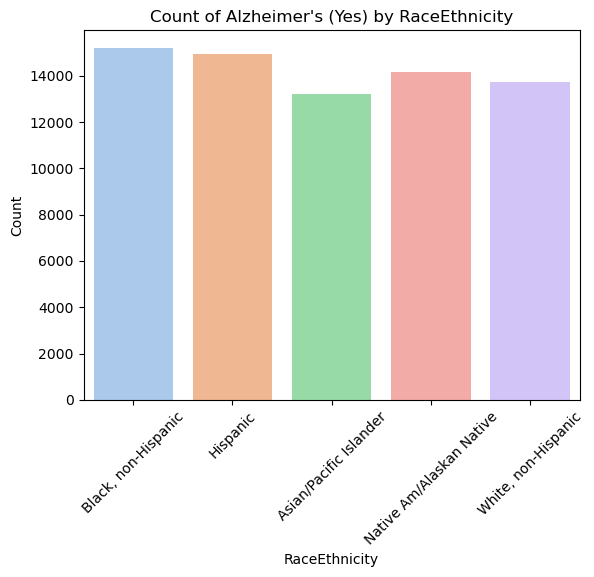 Count of Alzheimer's (Yes) by RaceEthnicity
Count
14000
12000
10000
8000
6000
4000
2000
0
Black, non-Hispanic
Hispanic
Asian/Pacific Islander
Native Am/Alaskan Native
White, non-Hispanic
RaceEthnicity